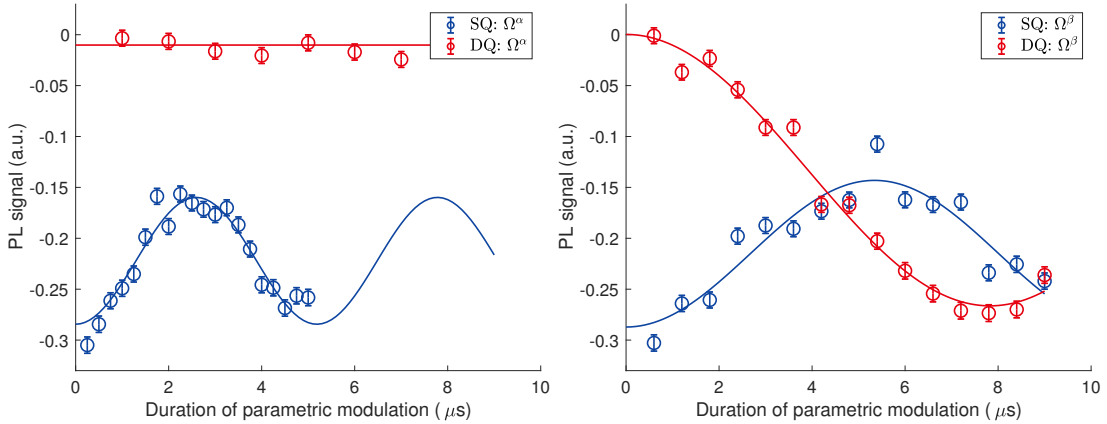 0
-0.05
-0.1
-0.15
-0.2
-0.25
-0.3
PL signal (a.u.)
0 2 4 6 8 10
Duration of parametric modulation ( μs)
SQ: Ω^α
DQ: Ω^α
0
-0.05
-0.1
-0.15
-0.2
-0.25
-0.3
PL signal (a.u.)
0 2 4 6 8 10
Duration of parametric modulation ( μs)
SQ: Ω^β
DQ: Ω^β